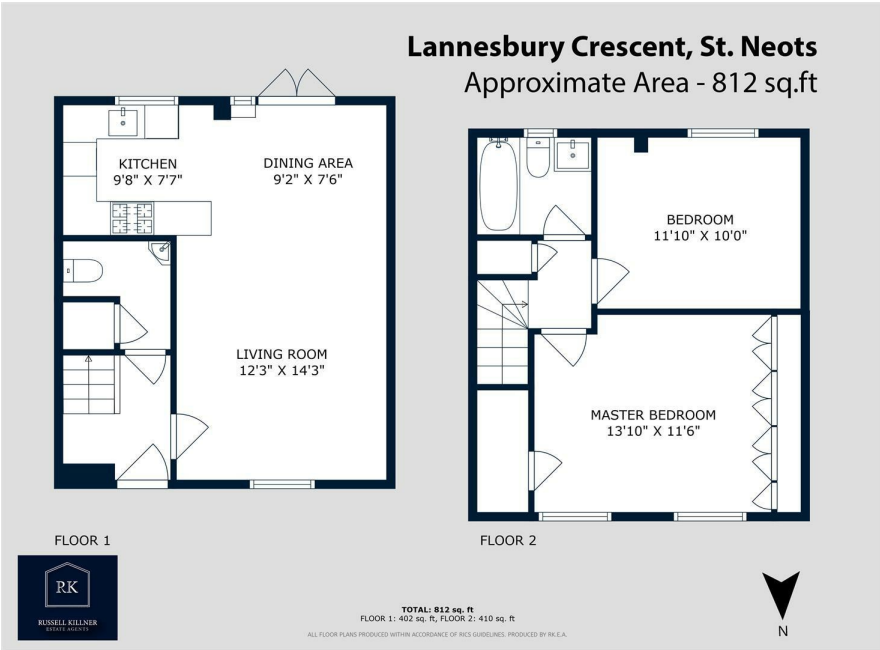 Lannesbury Crescent, St. Neots
Approximate Area - 812 sq.ft
KITCHEN
9'8" X 7'7"
DINING AREA
9'2" X 7'6"
LIVING ROOM
12'3" X 14'3"
BEDROOM
11'10" X 10'0"
MASTER BEDROOM
13'10" X 11'6"
FLOOR 1
FLOOR 2
RK
RUSSELL KILLNER
ESTATE AGENTS
TOTAL: 812 sq. ft
FLOOR 1: 402 sq. ft, FLOOR 2: 410 sq. ft
ALL FLOOR PLANS PRODUCED WITHIN ACCORDANCE OF RICS GUIDELINES. PRODUCED BY RK.E.A.
N